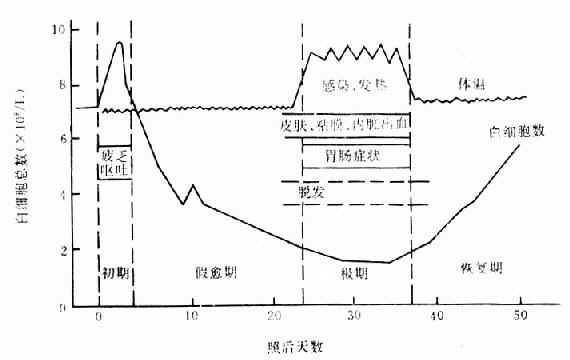 10
8
6
4
2
0
白细胞总数(×10⁹/L)
感染、发热
体温
皮肤、粘膜、内脏出血
白细胞数
疲乏
呕吐
胃肠症状
脱发
初期
假愈期
极期
恢复期
0
10
20
30
40
50
照后天数